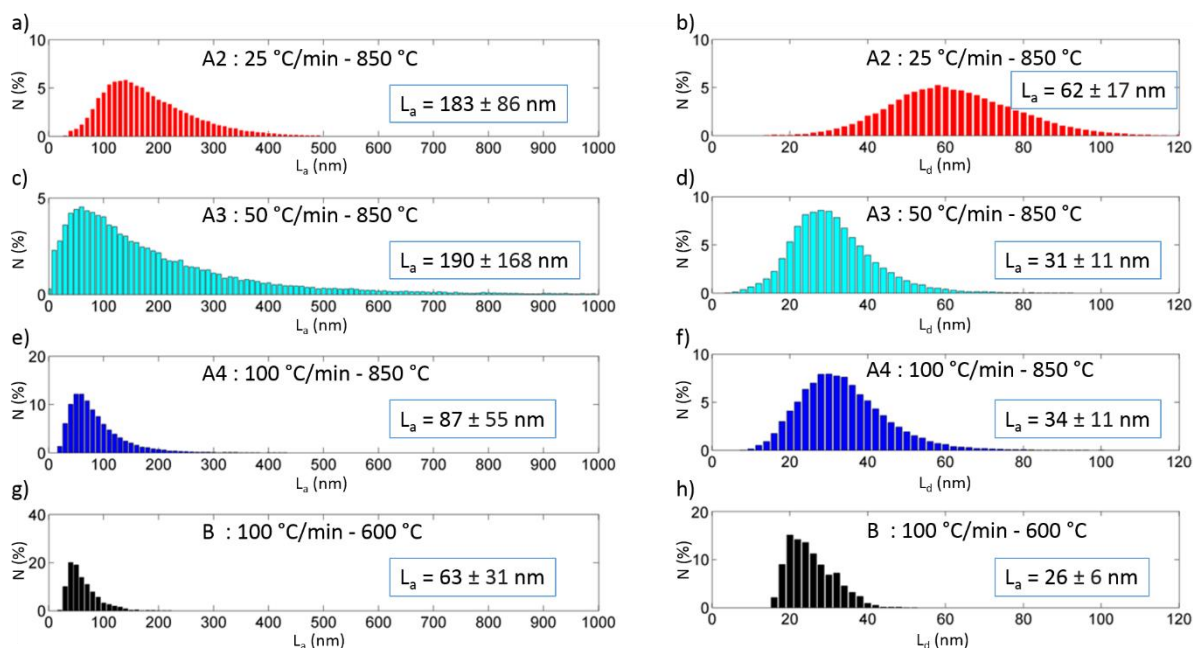 a)
A2 : 25 °C/min - 850 °C
N (%)
10
5
0
Lₐ = 183 ± 86 nm
0 100 200 300 400 500 600 700 800 900 1000
Lₐ (nm)
b)
A2 : 25 °C/min - 850 °C
N (%)
10
5
0
Lₐ = 62 ± 17 nm
0 20 40 60 80 100 120
L_d (nm)
c)
A3 : 50 °C/min - 850 °C
N (%)
5
0
Lₐ = 190 ± 168 nm
0 100 200 300 400 500 600 700 800 900 1000
Lₐ (nm)
d)
A3 : 50 °C/min - 850 °C
N (%)
10
5
0
Lₐ = 31 ± 11 nm
0 20 40 60 80 100 120
L_d (nm)
e)
A4 : 100 °C/min - 850 °C
N (%)
20
10
0
Lₐ = 87 ± 55 nm
0 100 200 300 400 500 600 700 800 900 1000
Lₐ (nm)
f)
A4 : 100 °C/min - 850 °C
N (%)
10
5
0
Lₐ = 34 ± 11 nm
0 20 40 60 80 100 120
L_d (nm)
g)
B : 100 °C/min - 600 °C
N (%)
40
20
0
Lₐ = 63 ± 31 nm
0 100 200 300 400 500 600 700 800 900 1000
Lₐ (nm)
h)
B : 100 °C/min - 600 °C
N (%)
20
10
0
Lₐ = 26 ± 6 nm
0 20 40 60 80 100 120
L_d (nm)